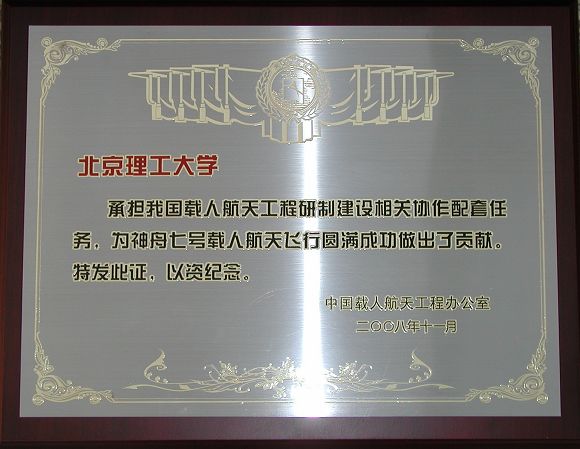 北京理工大学
承担我国载人航天工程研制建设相关协作配套任
务，为神舟七号载人航天飞行圆满成功做出了贡献。
特发此证，以资纪念。
中国载人航天工程办公室
二〇〇八年十一月